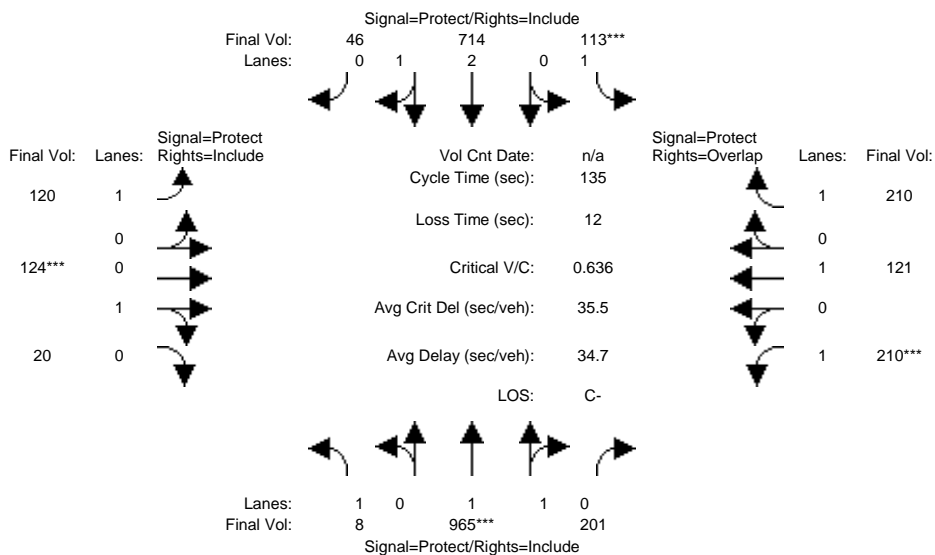 Signal=Protect/Rights=Include
Final Vol: 46 714 113***
Lanes: 0 1 2 0 1
Signal=Protect
Final Vol: Lanes: Rights=Include
Vol Cnt Date: n/a
Signal=Protect
Rights=Overlap Lanes: Final Vol:
Cycle Time (sec): 135
120 1
1 210
Loss Time (sec): 12
0
0
124*** 0
Critical V/C: 0.636
1 121
1
Avg Crit Del (sec/veh): 35.5
0
20 0
Avg Delay (sec/veh): 34.7
1 210***
LOS: C-
Lanes: 1 0 1 1 0
Final Vol: 8 965*** 201
Signal=Protect/Rights=Include